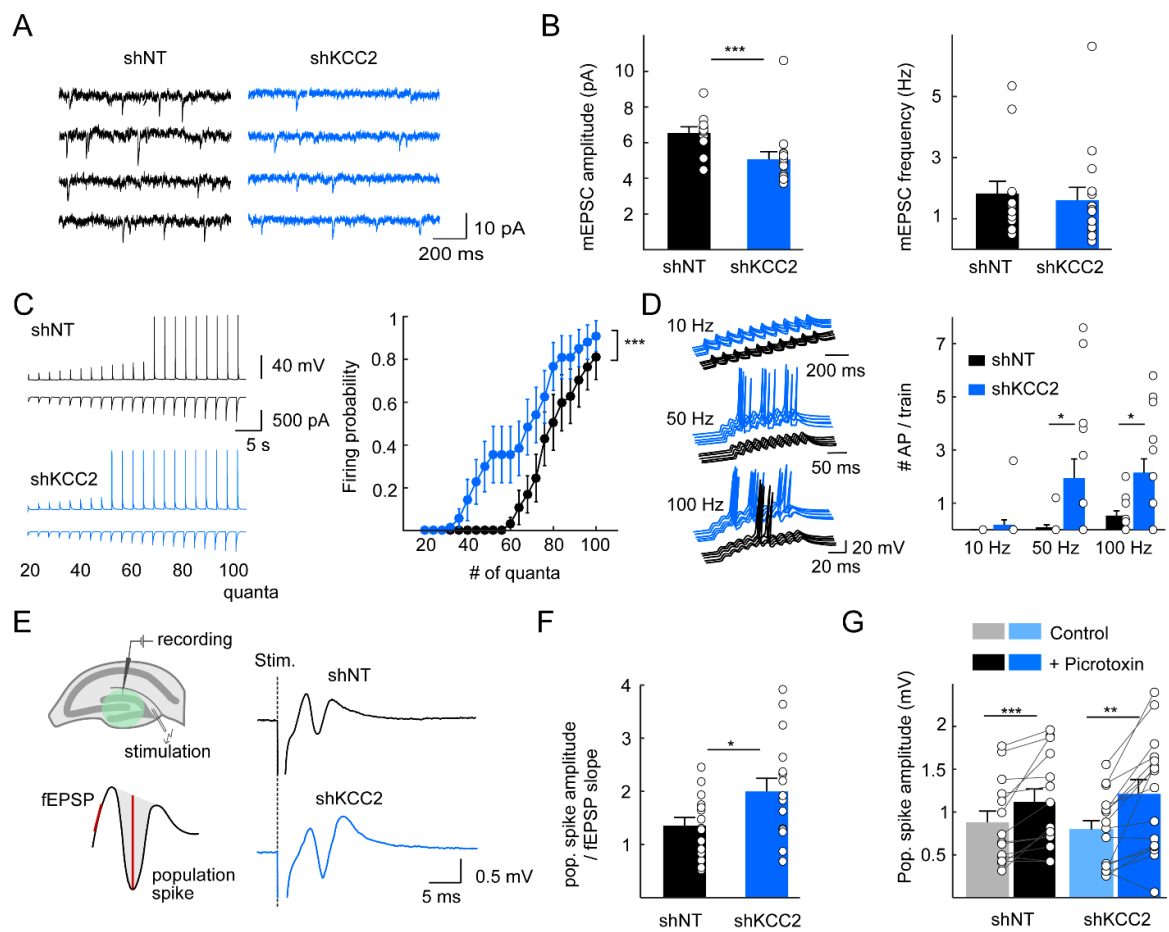 A
shNT
shKCC2
10 pA
200 ms
B
mEPSC amplitude (pA)
10
8
6
4
2
***
shNT
shKCC2
mEPSC frequency (Hz)
5
3
1
shNT
shKCC2
C
shNT
40 mV
500 pA
5 s
shKCC2
20 40 60 80 100
quanta
Firing probability
1
0.8
0.6
0.4
0.2
***
20 40 60 80 100
# of quanta
D
10 Hz
200 ms
50 Hz
50 ms
100 Hz
20 mV
20 ms
# AP / train
7
5
3
1
shNT
shKCC2
*
*
10 Hz 50 Hz 100 Hz
E
recording
stimulation
fEPSP
population
spike
Stim.
shNT
shKCC2
0.5 mV
5 ms
F
pop. spike amplitude
/ fEPSP slope
4
3
2
1
*
shNT
shKCC2
G
Control
+ Picrotoxin
Pop. spike amplitude (mV)
2
1.5
1
0.5
***
**
shNT
shKCC2